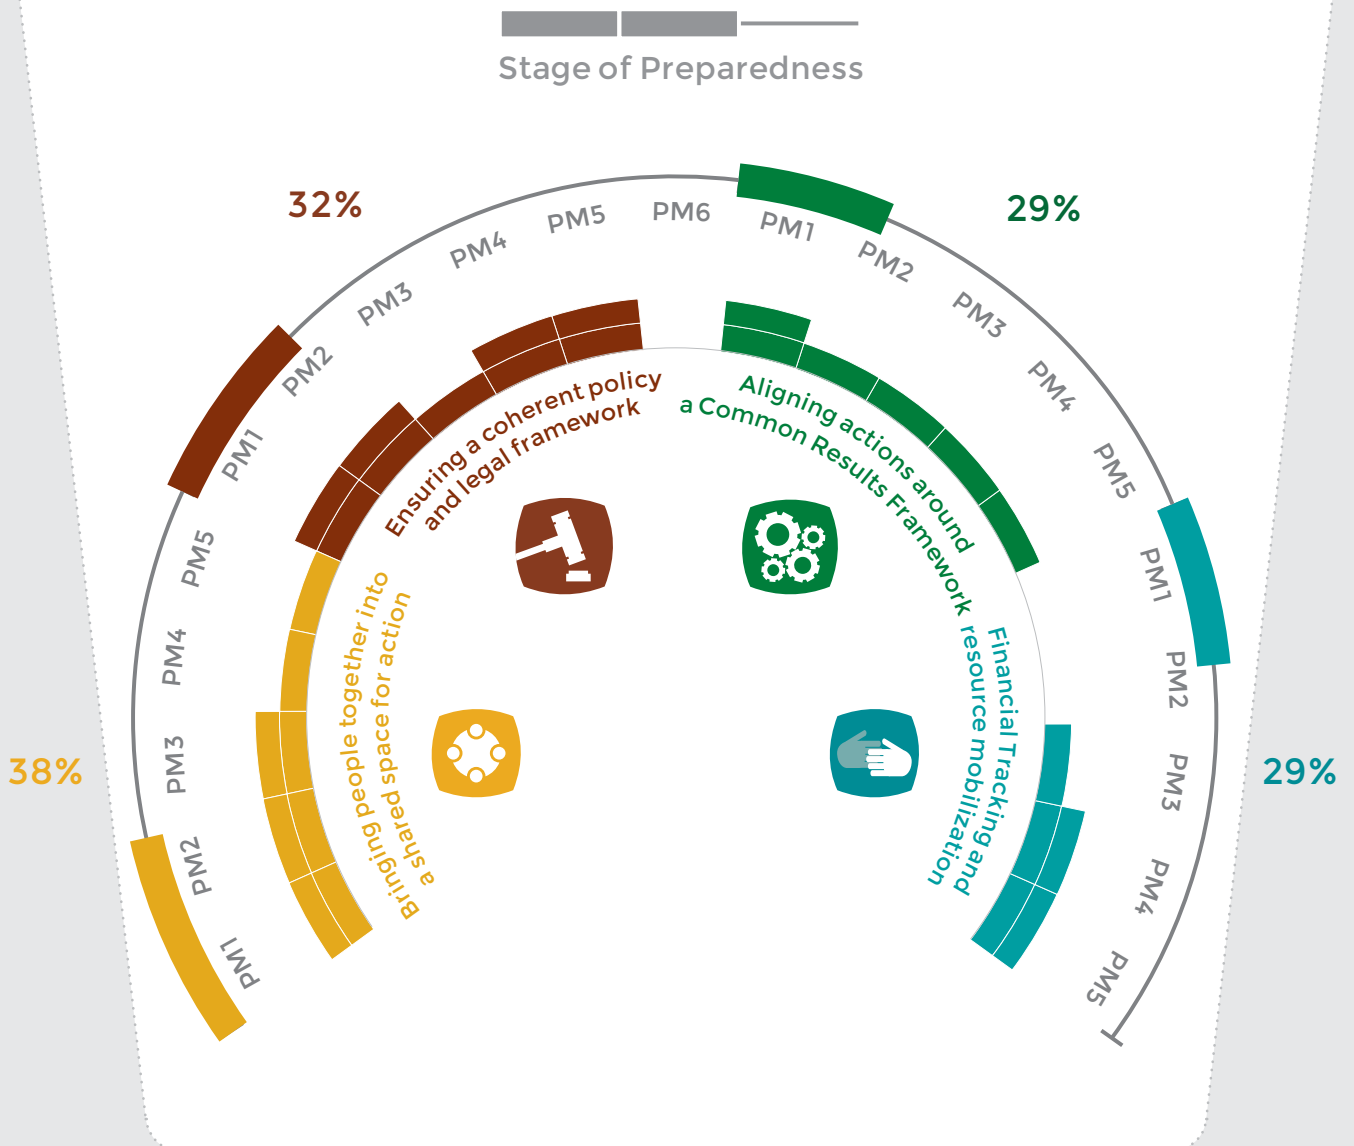 Stage of Preparedness
38%
PM1
PM2
PM3
PM4
PM5
Bringing people together into
a shared space for action
32%
PM1
PM2
PM3
PM4
PM5
PM6
Ensuring a coherent policy
and legal framework
29%
PM1
PM2
PM3
PM4
PM5
Aligning actions around
a Common Results Framework
29%
PM1
PM2
PM3
PM4
PM5
Financial Tracking and
resource mobilization